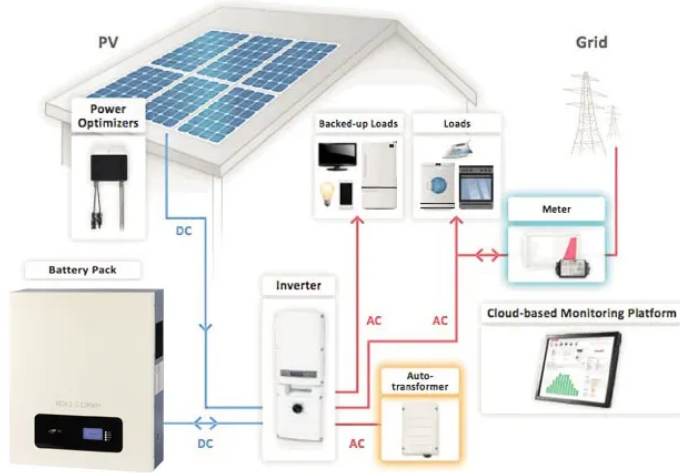 PV
Grid
Power
Optimizers
Backed-up Loads
Loads
Meter
DC
Battery Pack
Inverter
AC
AC
Cloud-based Monitoring Platform
Auto-
transformer
DC
AC